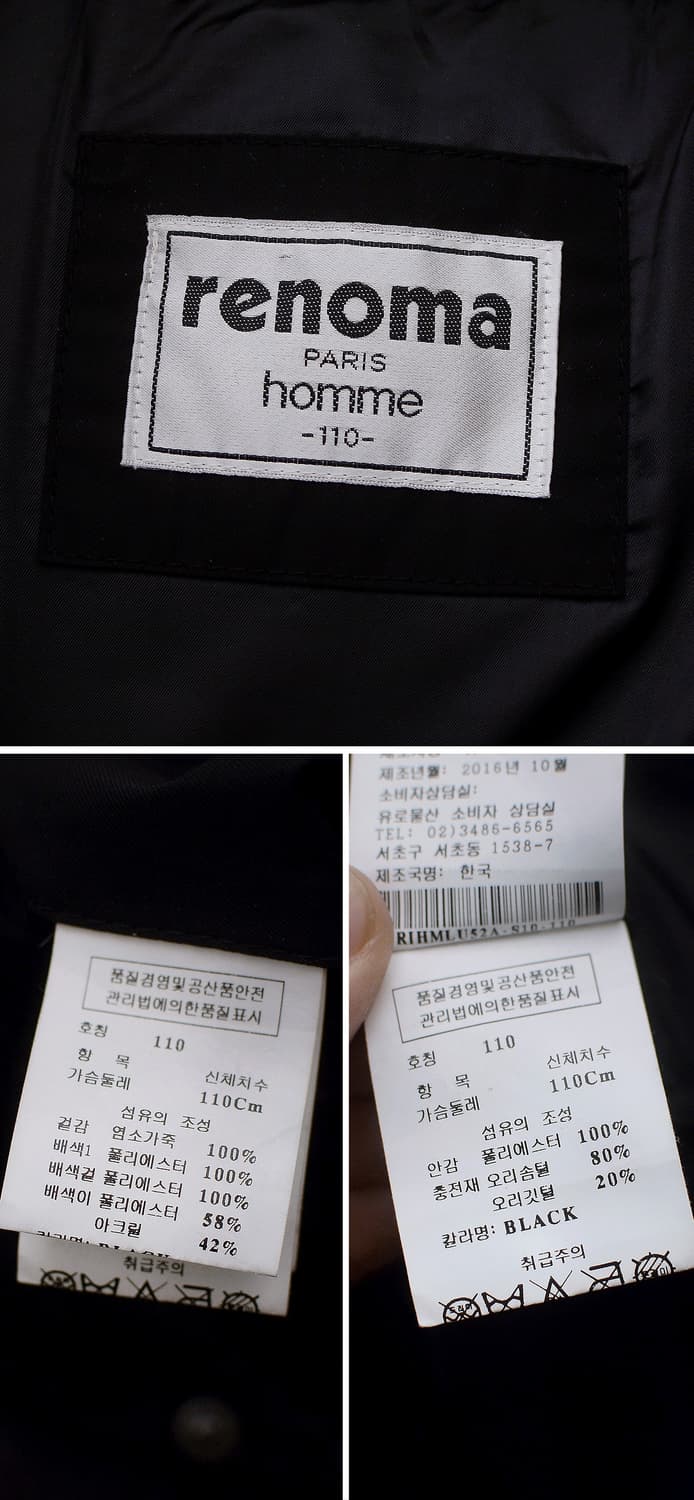 renoma
PARIS
homme
-110-
품질경영및공산품안전
관리법에의한품질표시
호칭 110
항 목 신체치수
가슴둘레 110Cm
섬유의 조성
겉감 염소가죽 100%
배색1 폴리에스터 100%
배색겉 폴리에스터 100%
배색이 폴리에스터 58%
아크릴 42%
취급주의
제조년월: 2016년 10월
소비자상담실:
유로물산 소비자 상담실
TEL: 02)3486-6565
서초구 서초동 1538-7
제조국명: 한국
RIHMLU52A-S10-110
품질경영및공산품안전
관리법에의한품질표시
호칭 110
항 목 신체치수
가슴둘레 110Cm
섬유의 조성
안감 폴리에스터 100%
충전재 오리솜털 80%
오리깃털 20%
칼라명: BLACK
취급주의